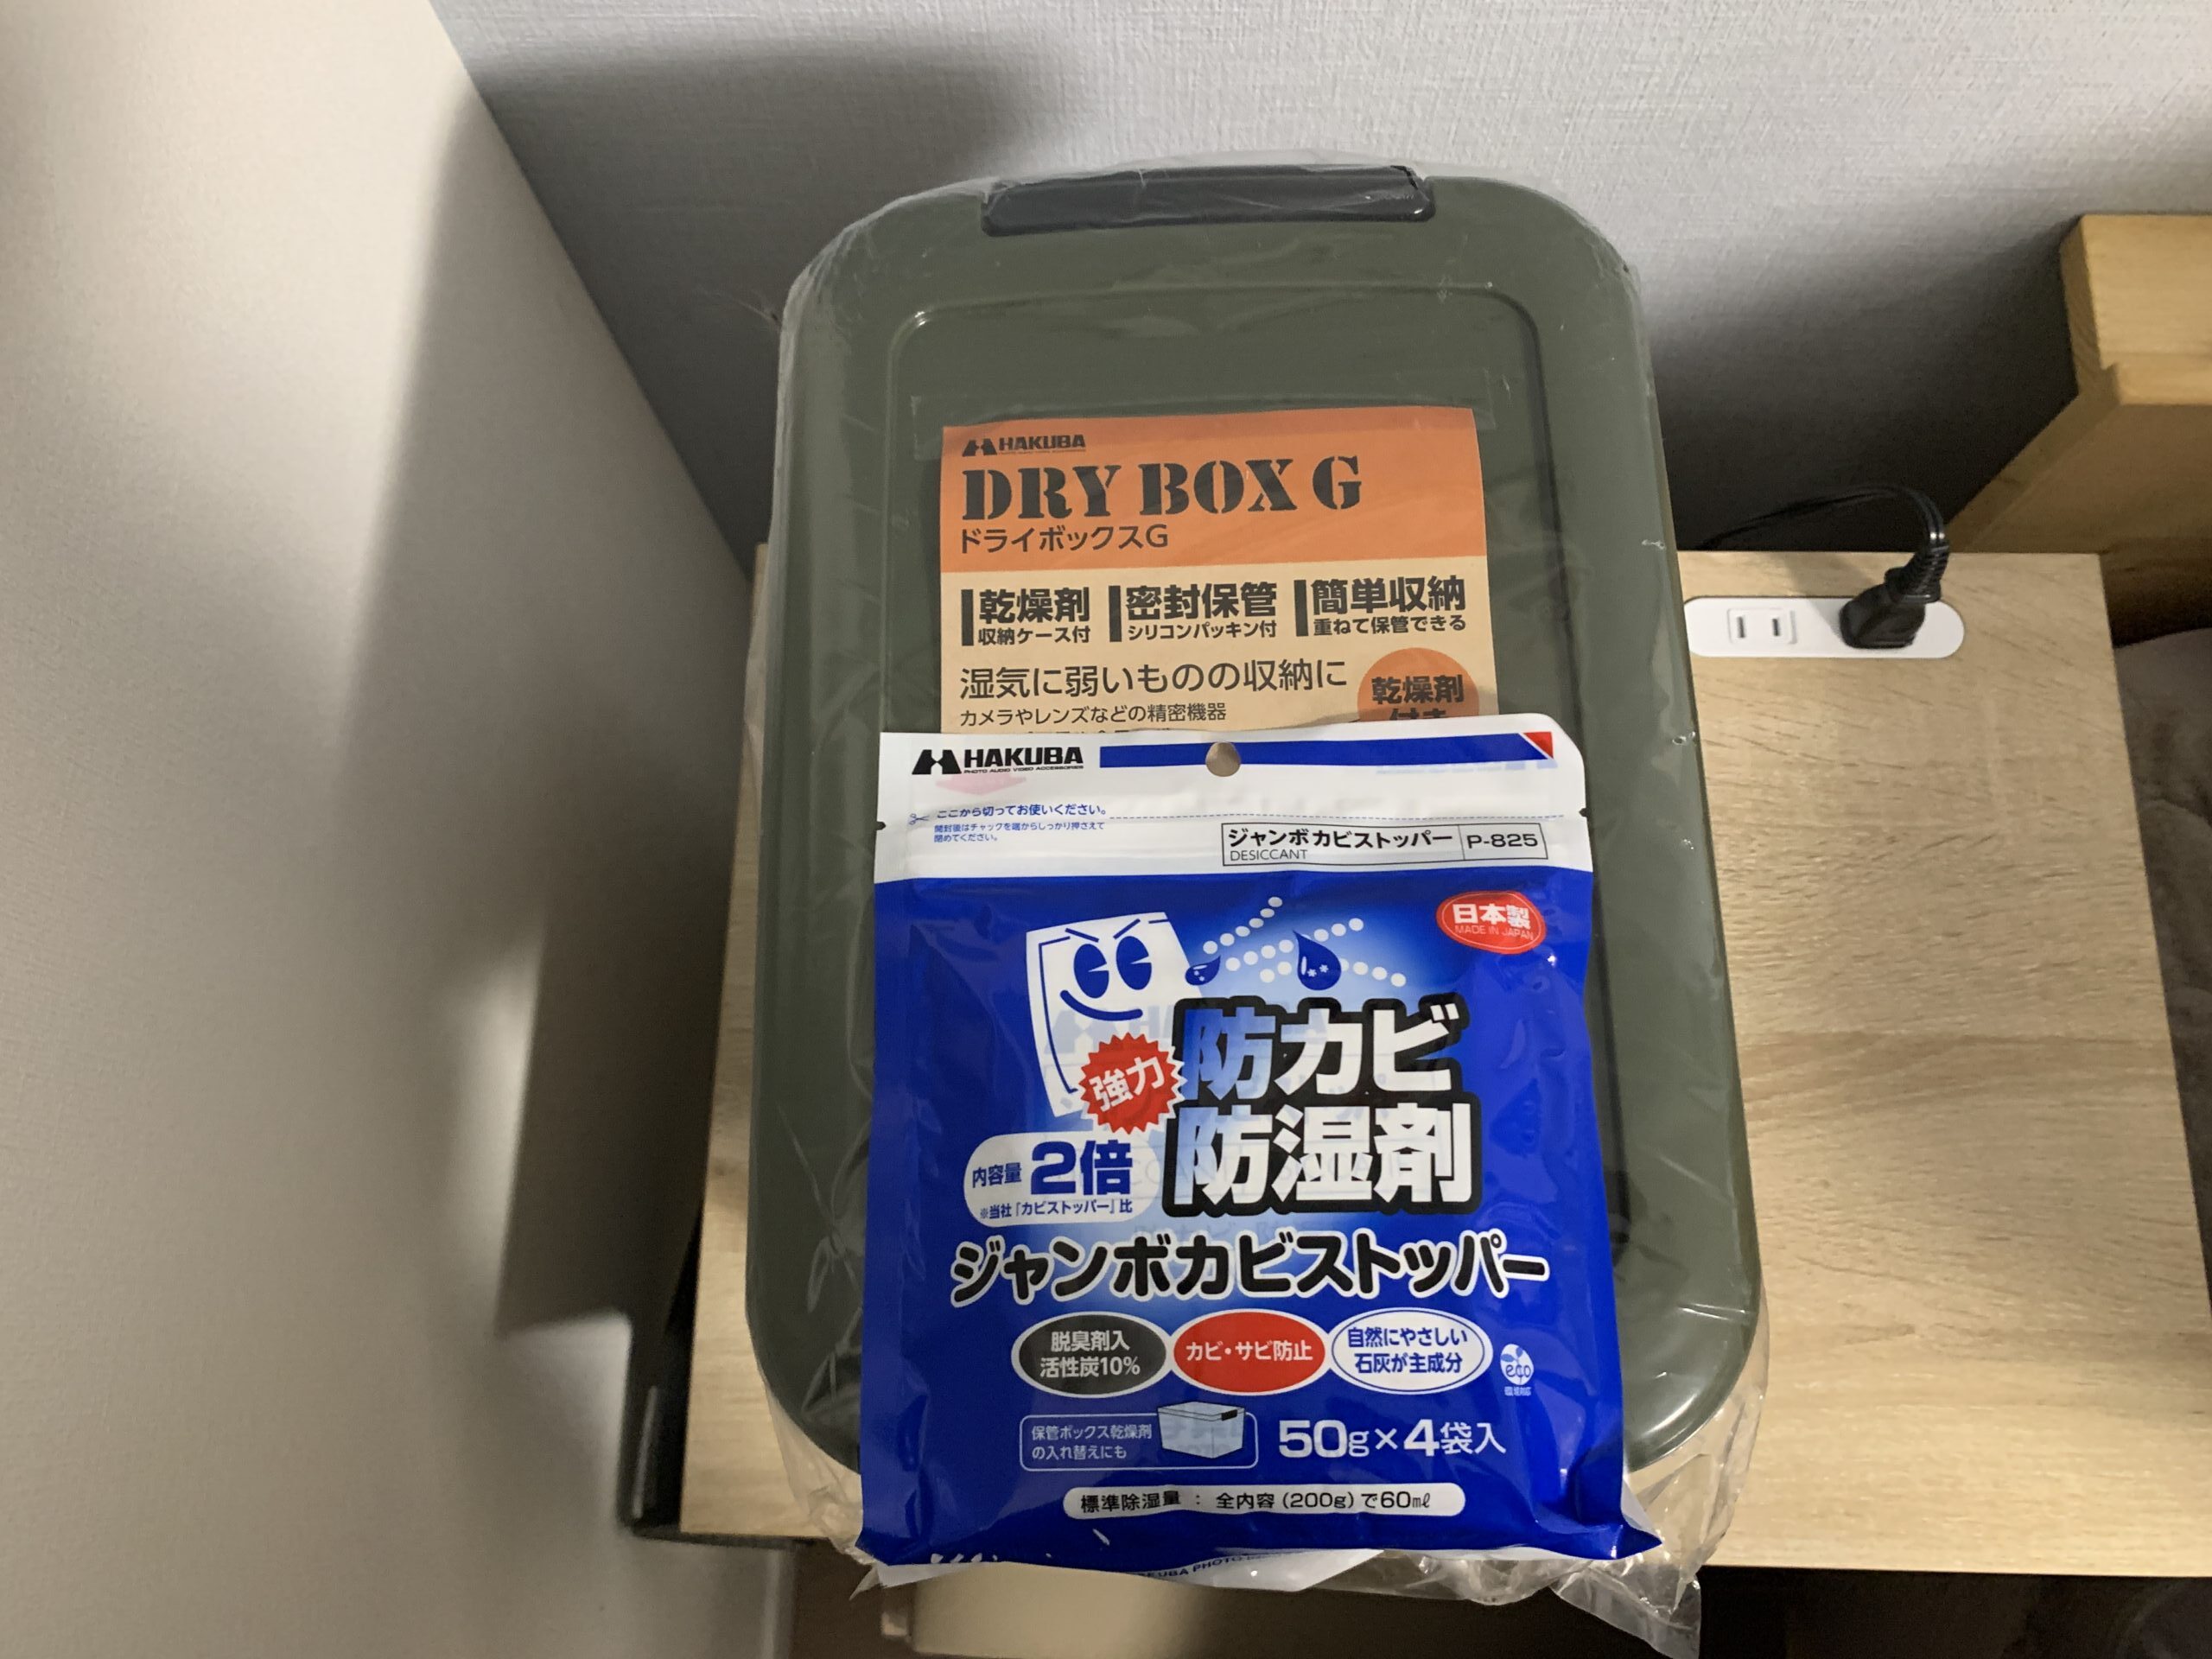 HAKUBA
DRY BOX G
ドライボックスG
乾燥剤 密封保管 簡単収納
収納ケース付 シリコンパッキン付 重ねて保管できる
湿気に弱いものの収納に
カメラやレンズなどの精密機器
乾燥剤
付き
HAKUBA
PHOTO AUDIO VIDEO ACCESSORIES
ここから切ってお使いください。
開封後はチャックを端からしっかり押さえて
閉めてください。
ジャンボカビストッパー P-825
DESICCANT
日本製
MADE IN JAPAN
強力
防カビ
防湿剤
内容量 2倍
※当社「カビストッパー」比
ジャンボカビストッパー
脱臭剤入
活性炭10%
カビ・サビ防止
自然にやさしい
石灰が主成分
eco
環境対応
保管ボックス乾燥剤
の入れ替えにも
50g×4袋入
標準除湿量 : 全内容(200g)で60㎖